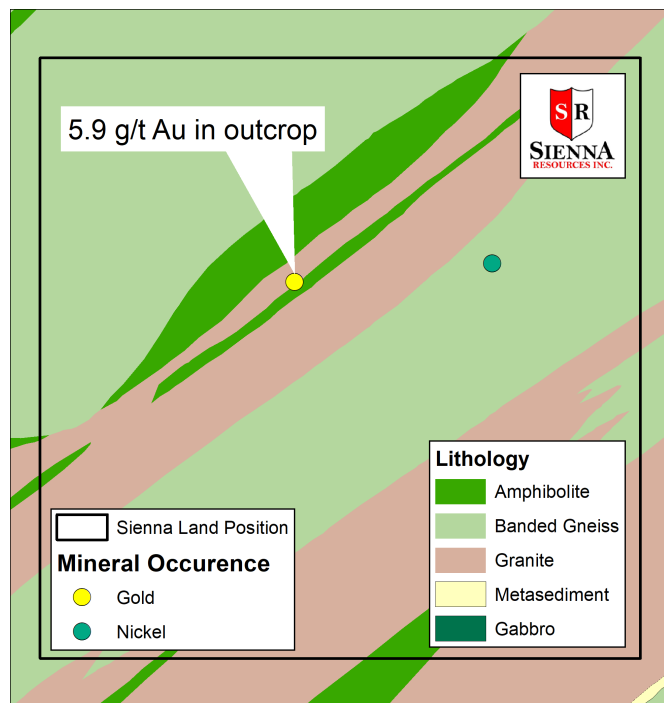 5.9 g/t Au in outcrop
SR
SIENNA
RESOURCES INC.
Sienna Land Position
Mineral Occurence
Gold
Nickel
Lithology
Amphibolite
Banded Gneiss
Granite
Metasediment
Gabbro